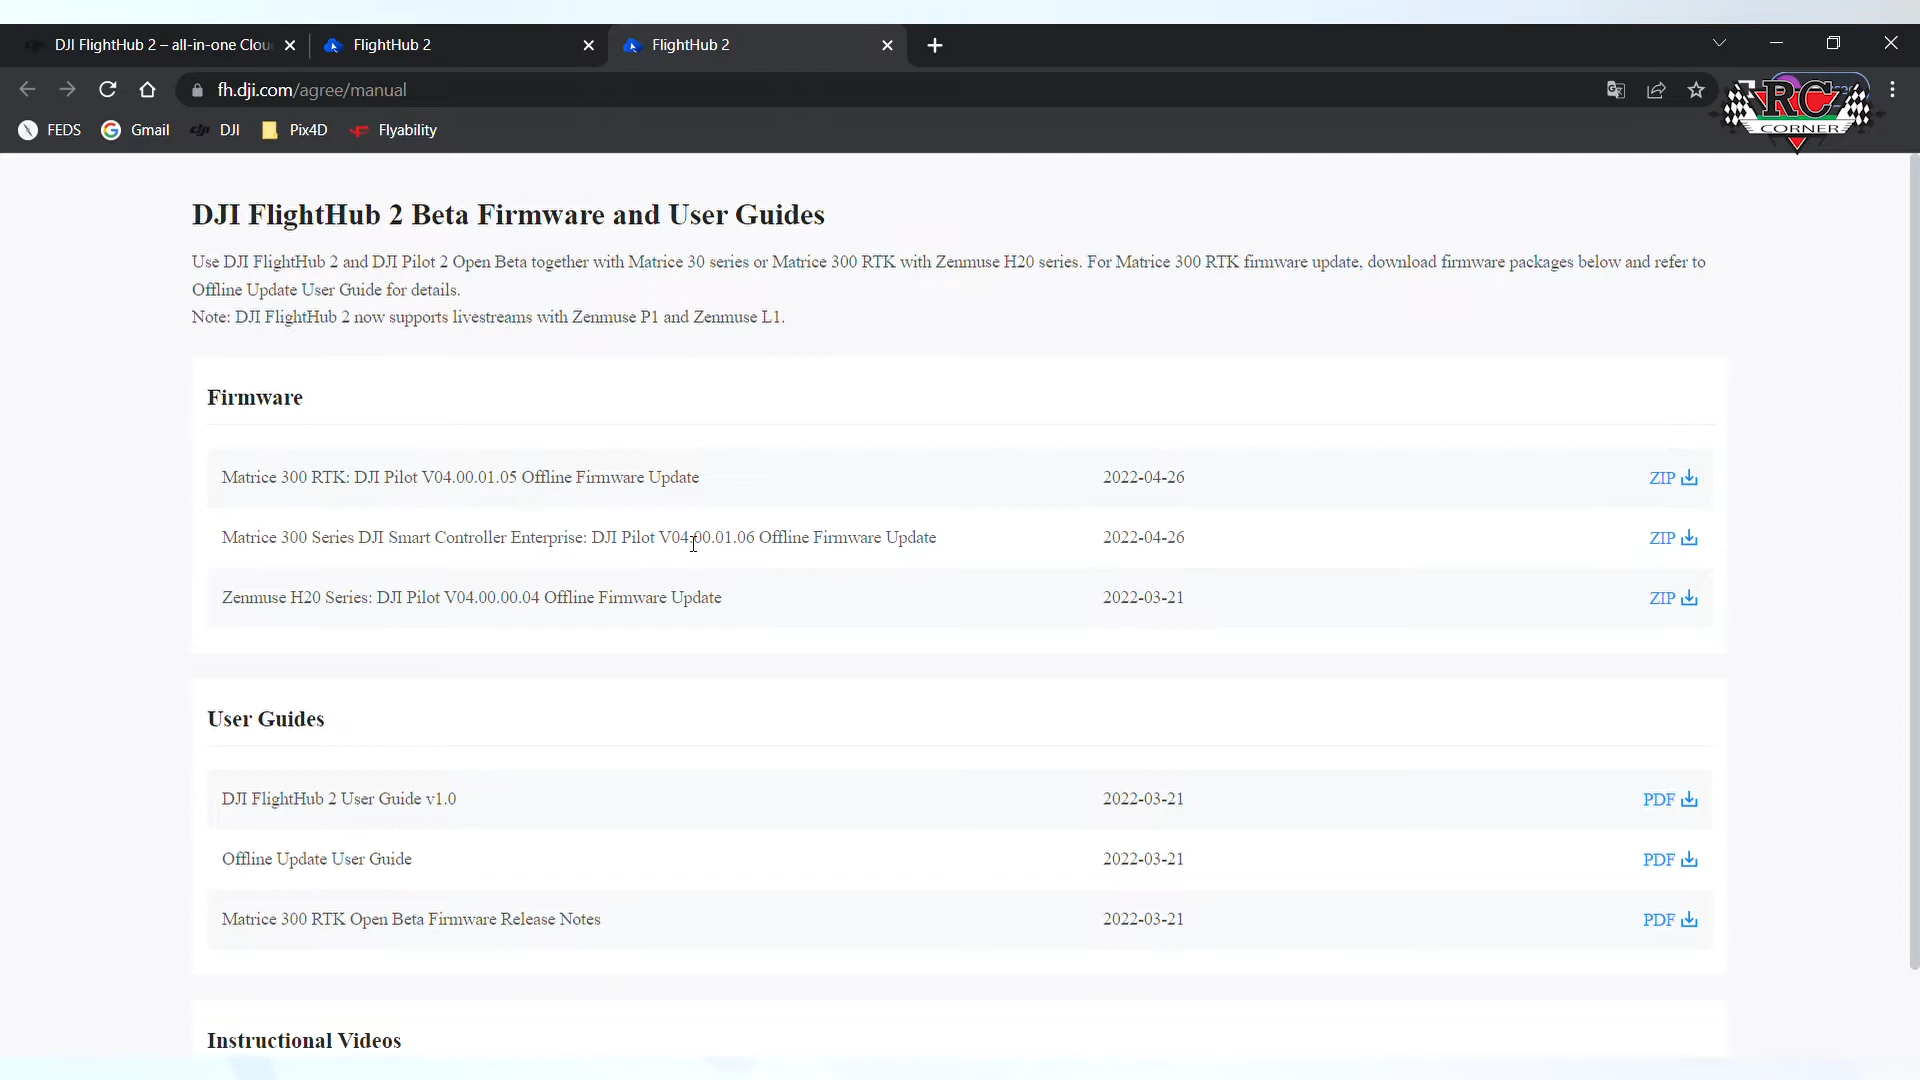 DJI FlightHub 2 – all-in-one Clou
FlightHub 2
FlightHub 2
fh.dji.com/agree/manual
RC
CORNER
FEDS
Gmail
DJI
Pix4D
Flyability
DJI FlightHub 2 Beta Firmware and User Guides
Use DJI FlightHub 2 and DJI Pilot 2 Open Beta together with Matrice 30 series or Matrice 300 RTK with Zenmuse H20 series. For Matrice 300 RTK firmware update, download firmware packages below and refer to
Offline Update User Guide for details.
Note: DJI FlightHub 2 now supports livestreams with Zenmuse P1 and Zenmuse L1.
Firmware
Matrice 300 RTK: DJI Pilot V04.00.01.05 Offline Firmware Update 2022-04-26 ZIP
Matrice 300 Series DJI Smart Controller Enterprise: DJI Pilot V04.00.01.06 Offline Firmware Update 2022-04-26 ZIP
Zenmuse H20 Series: DJI Pilot V04.00.00.04 Offline Firmware Update 2022-03-21 ZIP
User Guides
DJI FlightHub 2 User Guide v1.0 2022-03-21 PDF
Offline Update User Guide 2022-03-21 PDF
Matrice 300 RTK Open Beta Firmware Release Notes 2022-03-21 PDF
Instructional Videos